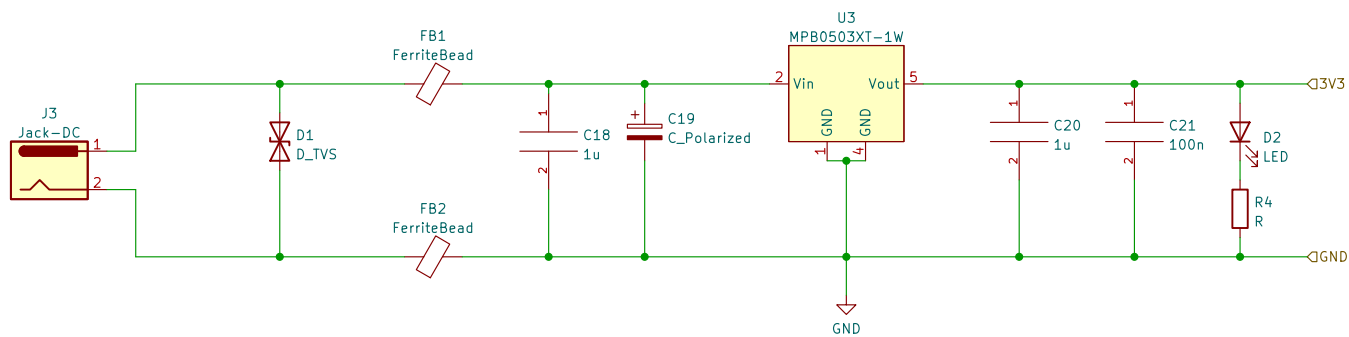 J3
Jack-DC
1
2
D1
D_TVS
FB1
FerriteBead
FB2
FerriteBead
1
C18
1u
2
+
C19
C_Polarized
U3
MPB0503XT-1W
2
Vin
Vout
5
GND
GND
1
4
GND
1
C20
1u
2
1
C21
100n
2
D2
LED
R4
R
3V3
GND